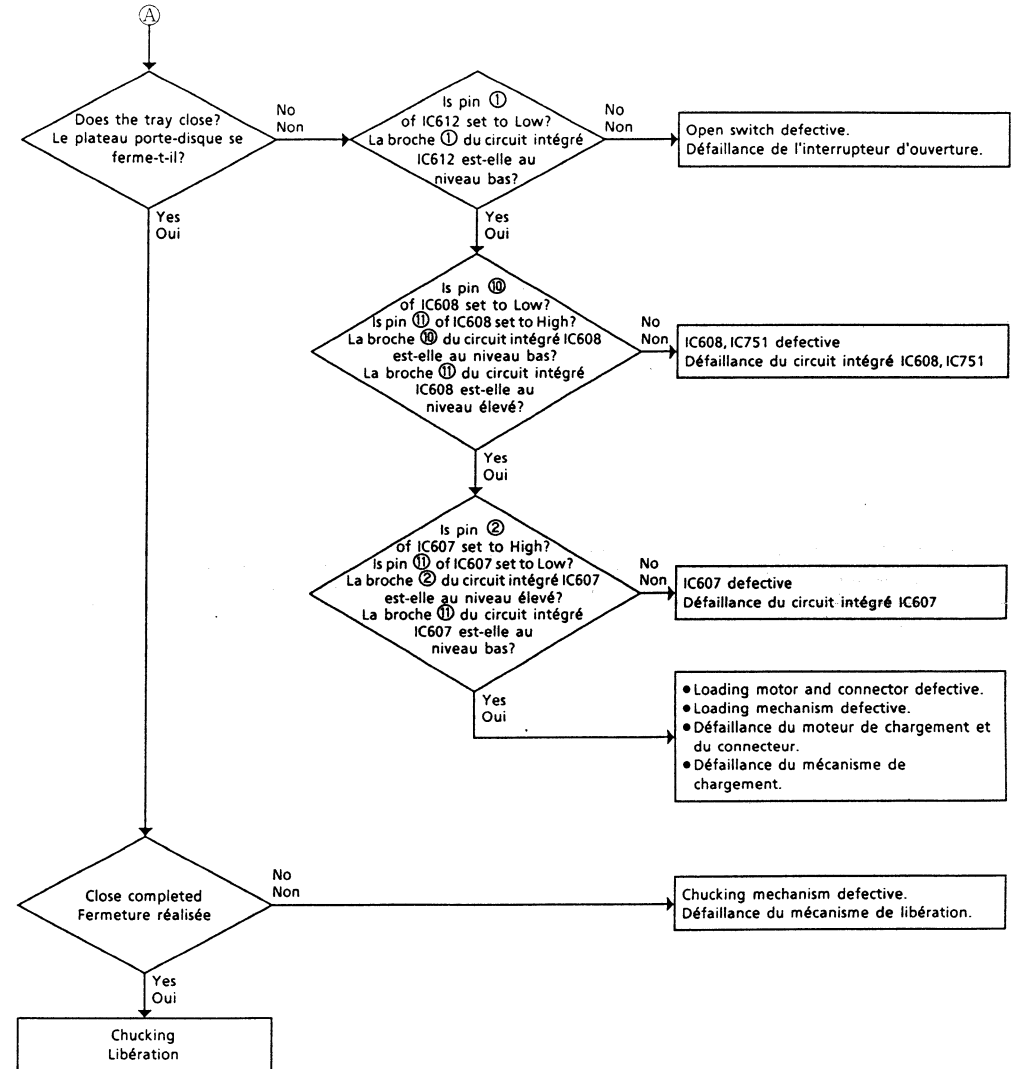 Ⓐ
Does the tray close?
Le plateau porte-disque se
ferme-t-il?
No
Non
Yes
Oui
Is pin ①
of IC612 set to Low?
La broche ① du circuit intégré
IC612 est-elle au
niveau bas?
No
Non
Open switch defective.
Défaillance de l'interrupteur d'ouverture.
Yes
Oui
Is pin ⑩
of IC608 set to Low?
Is pin ⑪ of IC608 set to High?
La broche ⑩ du circuit intégré IC608
est-elle au niveau bas?
La broche ⑪ du circuit intégré
IC608 est-elle au
niveau élevé?
No
Non
IC608, IC751 defective
Défaillance du circuit intégré IC608, IC751
Yes
Oui
Is pin ②
of IC607 set to High?
Is pin ⑪ of IC607 set to Low?
La broche ② du circuit intégré IC607
est-elle au niveau élevé?
La broche ⑪ du circuit intégré
IC607 est-elle au
niveau bas?
No
Non
IC607 defective
Défaillance du circuit intégré IC607
Yes
Oui
● Loading motor and connector defective.
● Loading mechanism defective.
● Défaillance du moteur de chargement et
du connecteur.
● Défaillance du mécanisme de
chargement.
Close completed
Fermeture réalisée
No
Non
Chucking mechanism defective.
Défaillance du mécanisme de libération.
Yes
Oui
Chucking
Libération